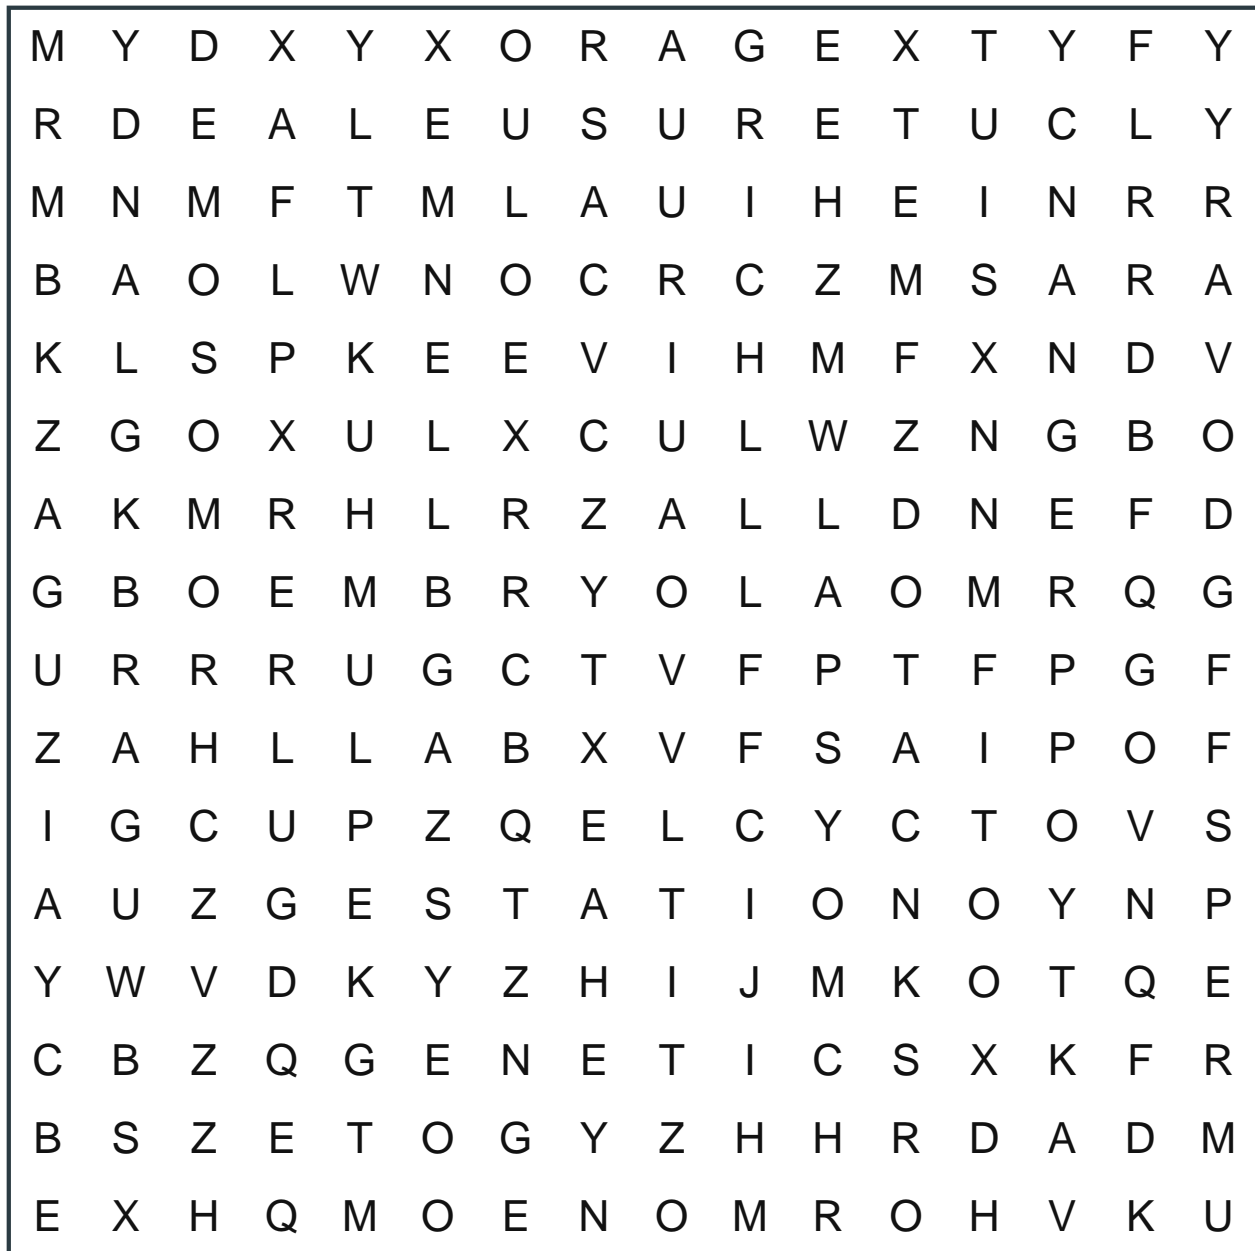 M Y D X Y X O R A G E X T Y F Y
R D E A L E U S U R E T U C L Y
M N M F T M L A U I H E I N R R
B A O L W N O C R C Z M S A R A
K L S P K E E V I H M F X N D V
Z G O X U L X C U L W Z N G B O
A K M R H L R Z A L L D N E F D
G B O E M B R Y O L A O M R Q G
U R R R U G C T V F P T F P G F
Z A H L L A B X V F S A I P O F
I G C U P Z Q E L C Y C T O V S
A U Z G E S T A T I O N O Y N P
Y W V D K Y Z H I J M K O T Q E
C B Z Q G E N E T I C S X K F R
B S Z E T O G Y Z H H R D A D M
E X H Q M O E N O M R O H V K U